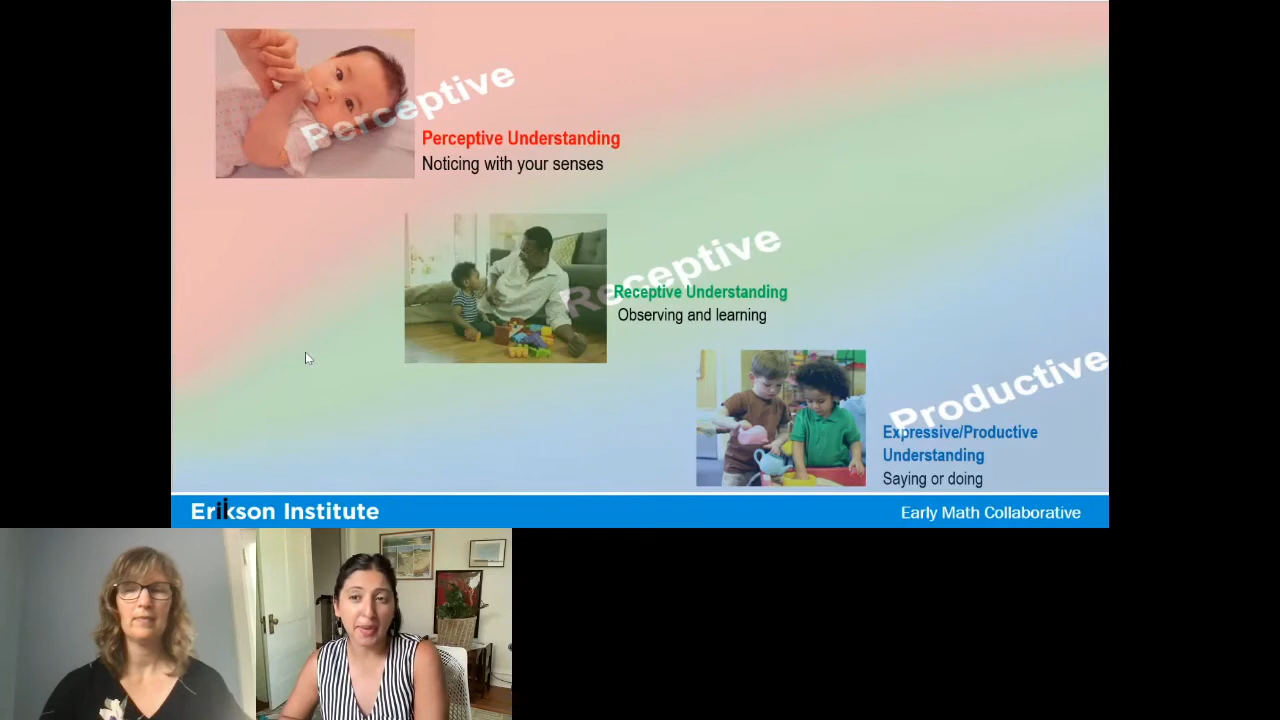 Perceptive
Perceptive Understanding
Noticing with your senses
Receptive
Receptive Understanding
Observing and learning
Productive
Expressive/Productive
Understanding
Saying or doing
Erikson Institute
Early Math Collaborative